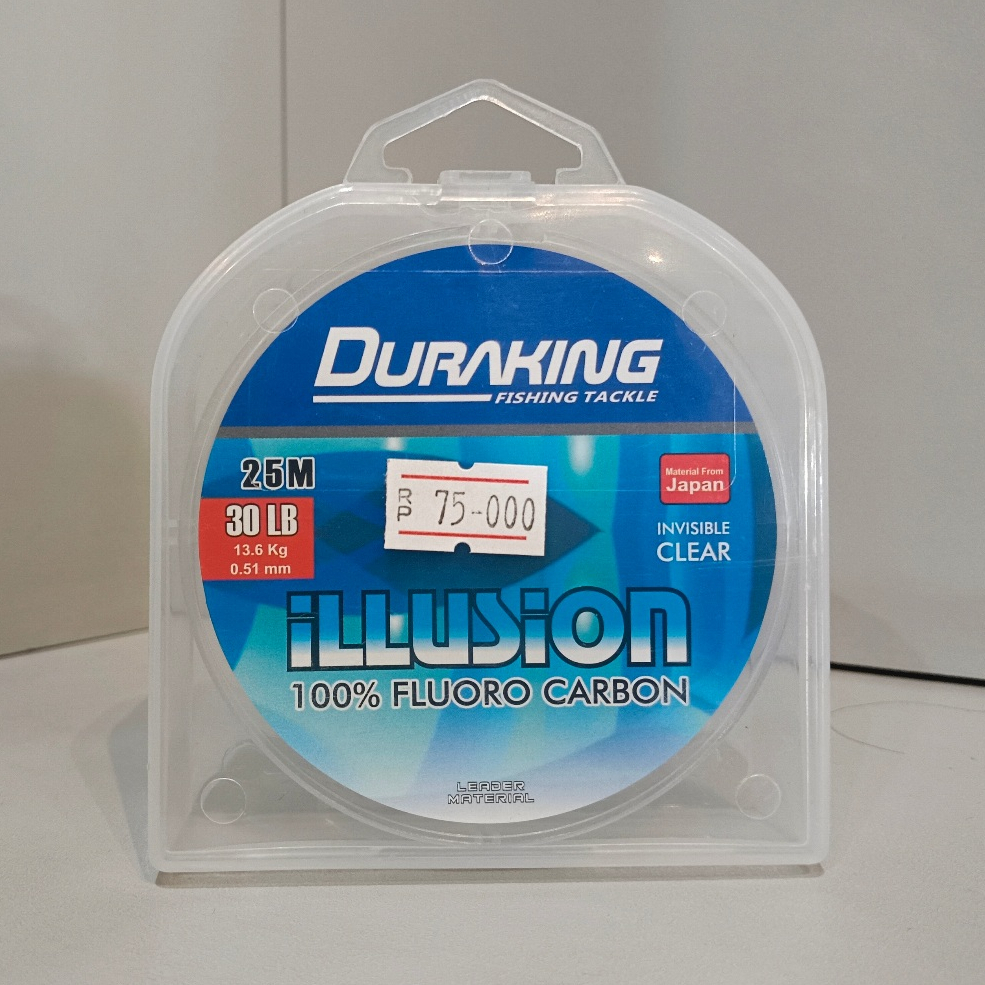 DURAKING
FISHING TACKLE
25M
30 LB
13.6 Kg
0.51 mm
RP 75-000
Material From
Japan
INVISIBLE
CLEAR
iLLUSiOn
100% FLUORO CARBON
LEADER
MATERIAL